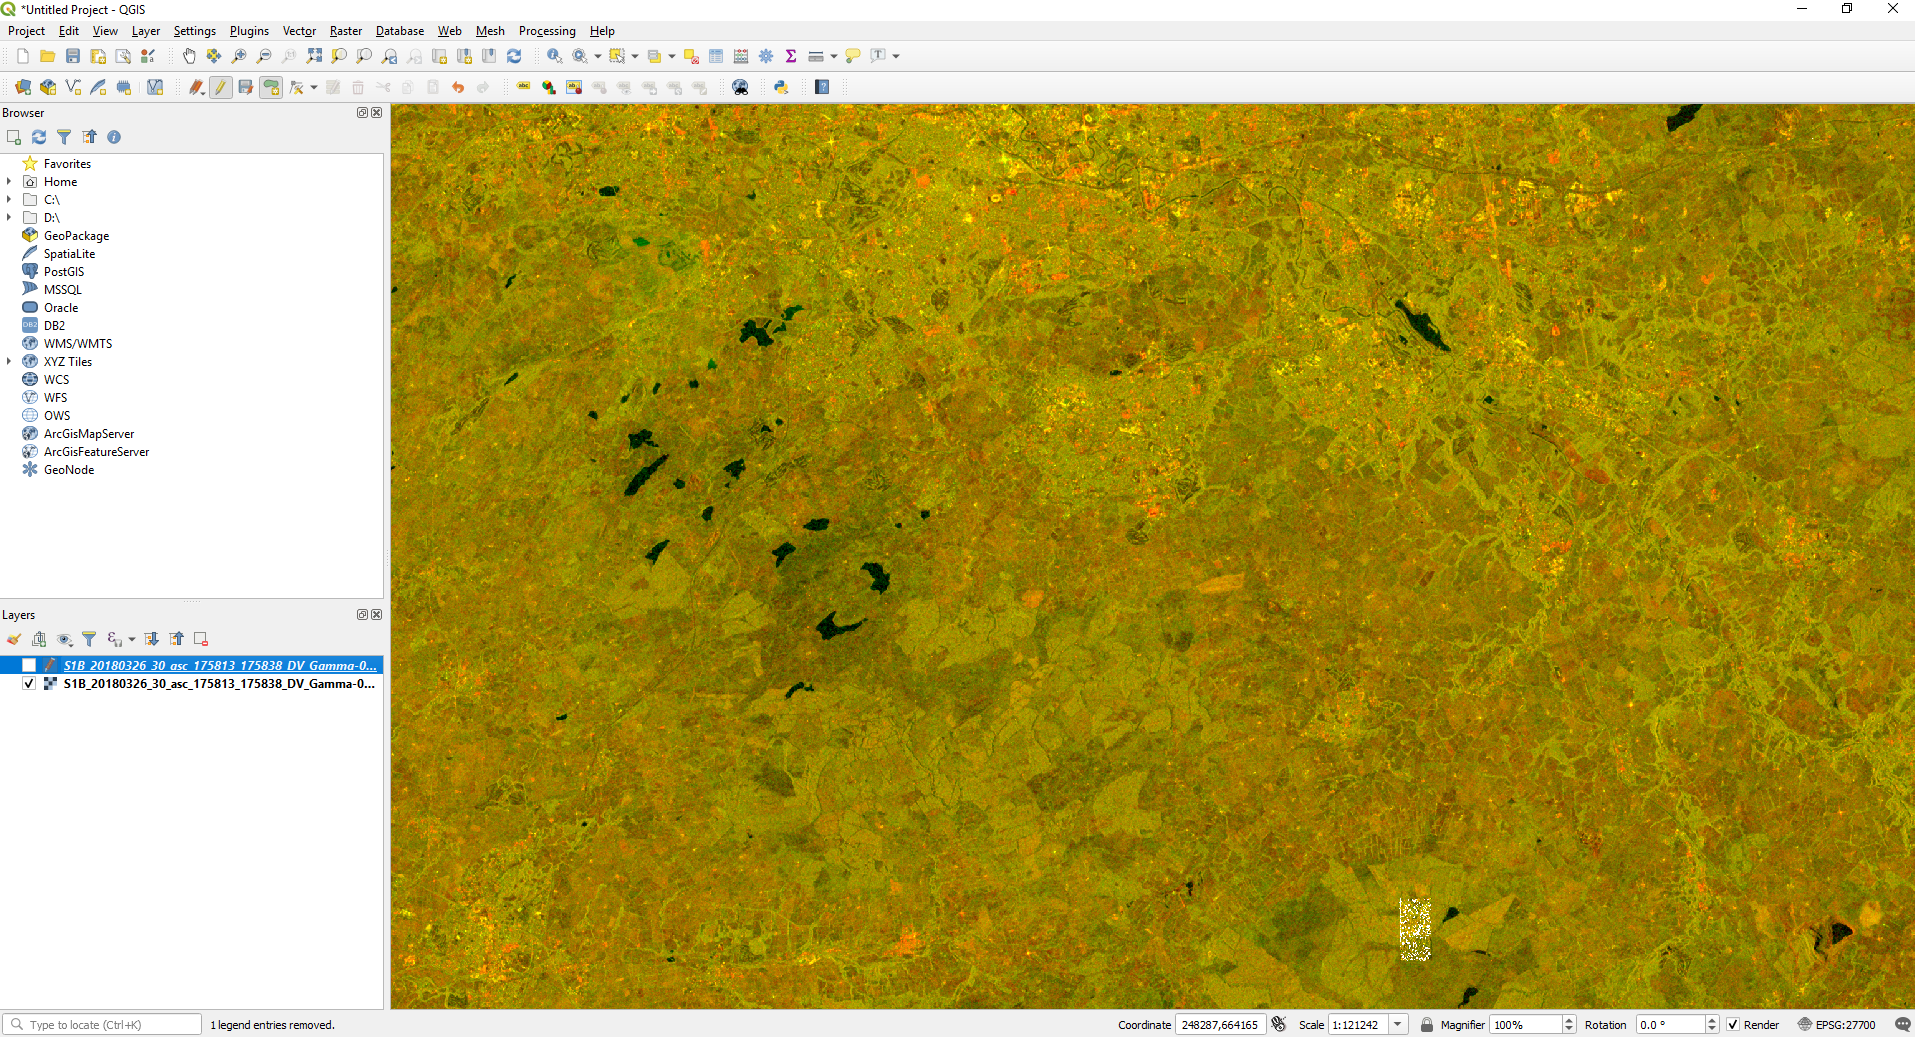 *Untitled Project - QGIS
Project Edit View Layer Settings Plugins Vector Raster Database Web Mesh Processing Help
Browser
Favorites
Home
C:\
D:\
GeoPackage
SpatiaLite
PostGIS
MSSQL
Oracle
DB2
WMS/WMTS
XYZ Tiles
WCS
WFS
OWS
ArcGisMapServer
ArcGisFeatureServer
GeoNode
Layers
S1B_20180326_30_asc_175813_175838_DV_Gamma-0...
S1B_20180326_30_asc_175813_175838_DV_Gamma-0...
Type to locate (Ctrl+K) 1 legend entries removed. Coordinate 248287,664165 Scale 1:121242 Magnifier 100% Rotation 0.0 ° Render EPSG:27700